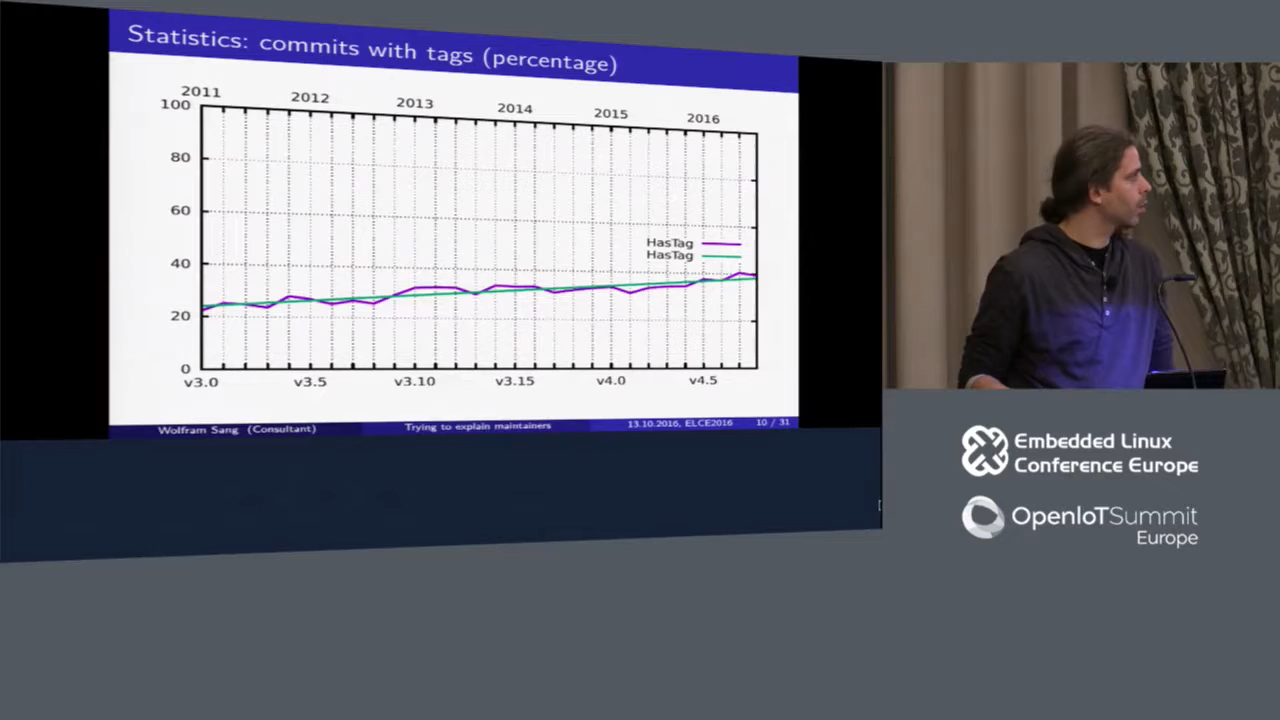 Statistics: commits with tags (percentage)
2011 2012 2013 2014 2015 2016
100
80
60
40
20
0
HasTag
HasTag
v3.0 v3.5 v3.10 v3.15 v4.0 v4.5
Wolfram Sang (Consultant) Trying to explain maintainers 13.10.2016, ELCE2016 10 / 31
Embedded Linux
Conference Europe
OpenIoTSummit
Europe